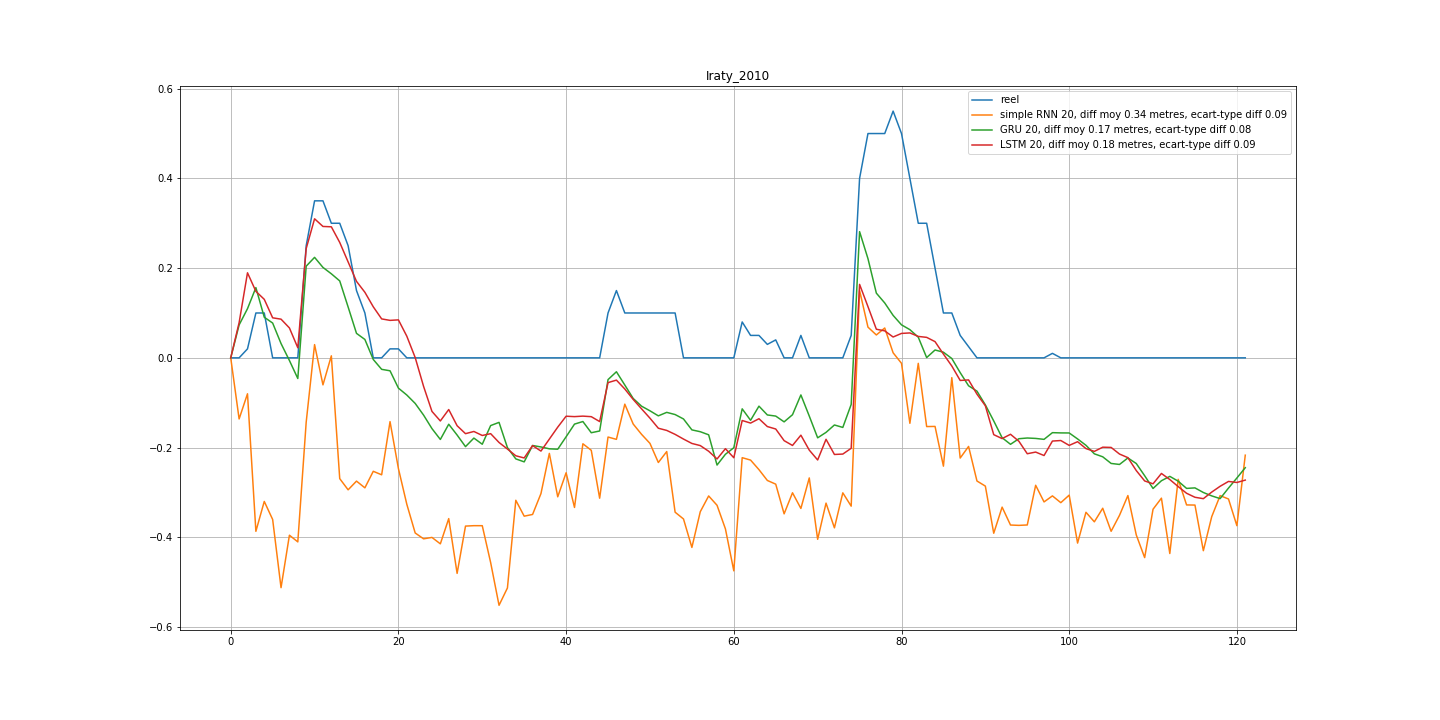 Iraty_2010
reel
simple RNN 20, diff moy 0.34 metres, ecart-type diff 0.09
GRU 20, diff moy 0.17 metres, ecart-type diff 0.08
LSTM 20, diff moy 0.18 metres, ecart-type diff 0.09
0.6
0.4
0.2
0.0
−0.2
−0.4
−0.6
0 20 40 60 80 100 120